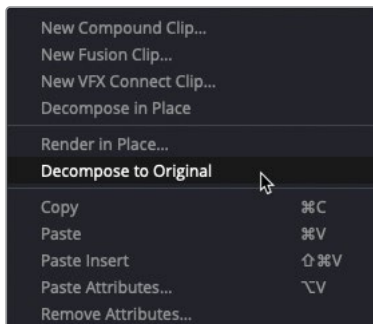 New Compound Clip...
New Fusion Clip...
New VFX Connect Clip...
Decompose in Place
Render in Place...
Decompose to Original
Copy ⌘C
Paste ⌘V
Paste Insert ⇧⌘V
Paste Attributes... ⌥V
Remove Attributes...